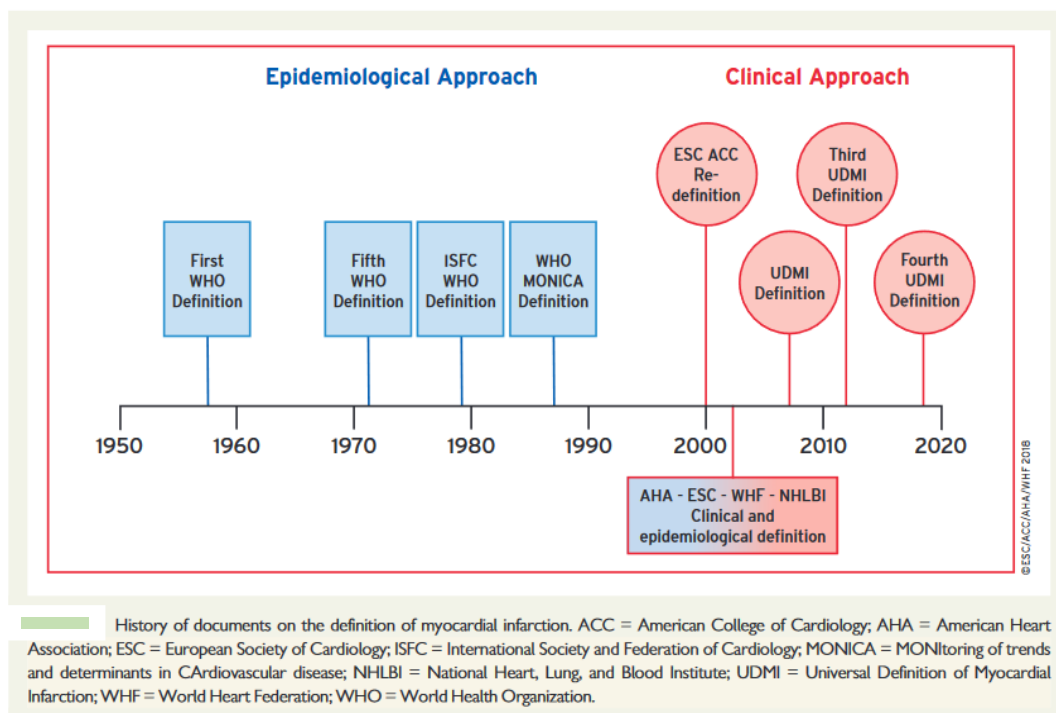 Epidemiological Approach
Clinical Approach
First
WHO
Definition
Fifth
WHO
Definition
ISFC
WHO
Definition
WHO
MONICA
Definition
ESC ACC
Re-
definition
UDMI
Definition
Third
UDMI
Definition
Fourth
UDMI
Definition
1950 1960 1970 1980 1990 2000 2010 2020
AHA - ESC - WHF - NHLBI
Clinical and
epidemiological definition
©ESC/ACC/AHA/WHF 2018
History of documents on the definition of myocardial infarction. ACC = American College of Cardiology; AHA = American Heart
Association; ESC = European Society of Cardiology; ISFC = International Society and Federation of Cardiology; MONICA = MONItoring of trends
and determinants in CArdiovascular disease; NHLBI = National Heart, Lung, and Blood Institute; UDMI = Universal Definition of Myocardial
Infarction; WHF = World Heart Federation; WHO = World Health Organization.